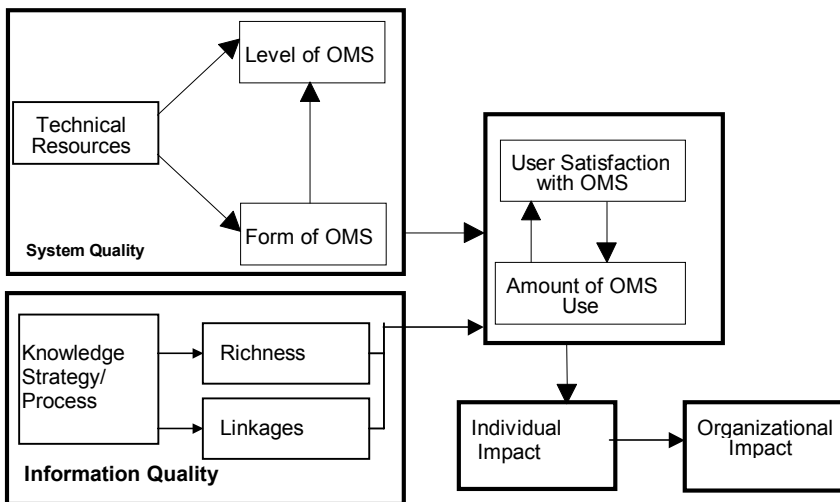 Level of OMS
Technical
Resources
Form of OMS
System Quality
User Satisfaction
with OMS
Amount of OMS
Use
Knowledge
Strategy/
Process
Richness
Linkages
Information Quality
Individual
Impact
Organizational
Impact